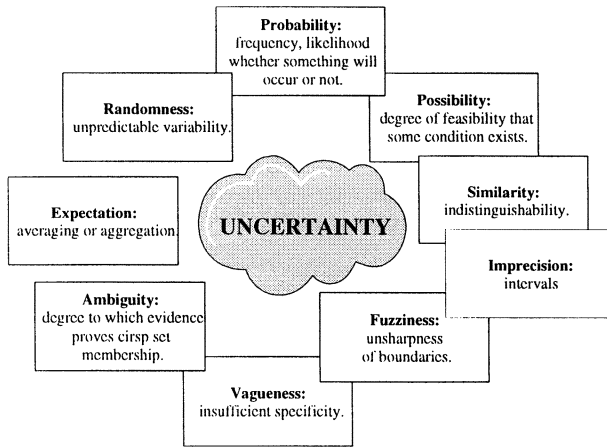 Probability:
frequency, likelihood
whether something will
occur or not.
Possibility:
degree of feasibility that
some condition exists.
Similarity:
indistinguishability.
Imprecision:
intervals
Fuzziness:
unsharpness
of boundaries.
Vagueness:
insufficient specificity.
Ambiguity:
degree to which evidence
proves cirsp set
membership.
Expectation:
averaging or aggregation.
Randomness:
unpredictable variability.
UNCERTAINTY